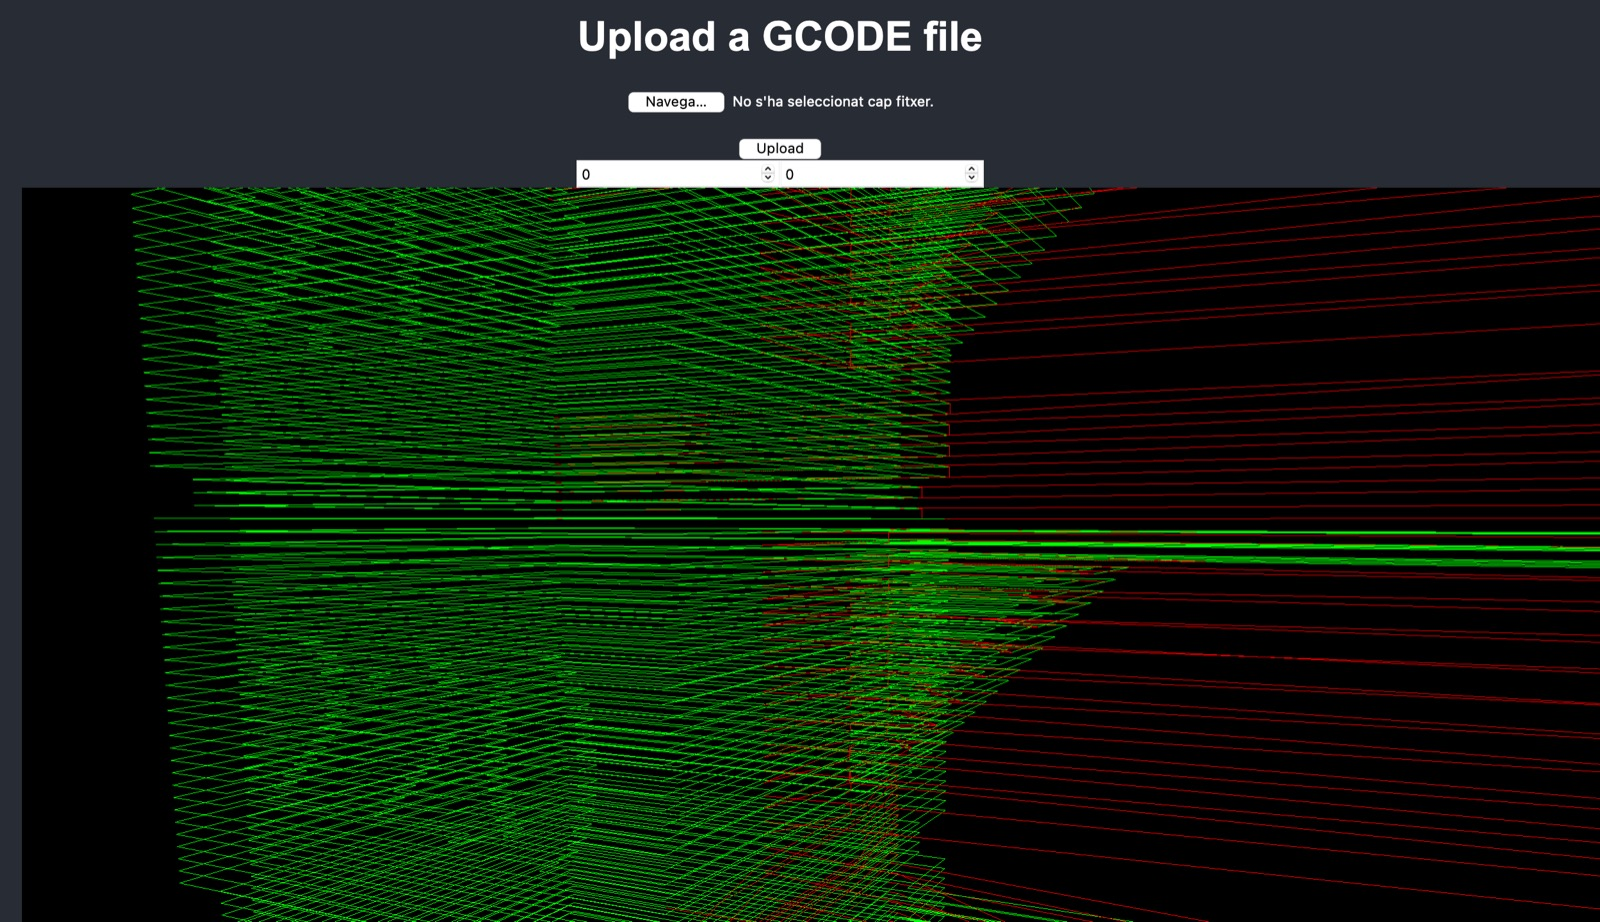 Upload a GCODE file
Navega... No s'ha seleccionat cap fitxer.
Upload
0 0